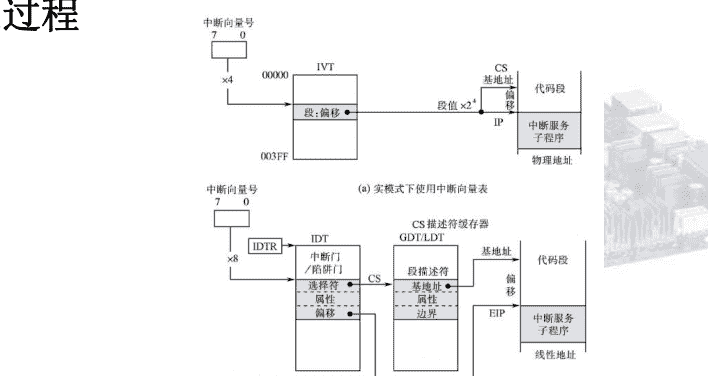 过程
中断向量号
7 0
×4
00000
IVT
段:偏移
003FF
段值×2⁴
CS
基地址
偏移
IP
代码段
中断服务
子程序
物理地址
(a) 实模式下使用中断向量表
中断向量号
7 0
×8
IDTR
IDT
中断门
/陷阱门
选择符
属性
偏移
CS
CS描述符缓存器
GDT/LDT
段描述符
基地址
属性
边界
基地址
偏移
EIP
代码段
中断服务
子程序
线性地址